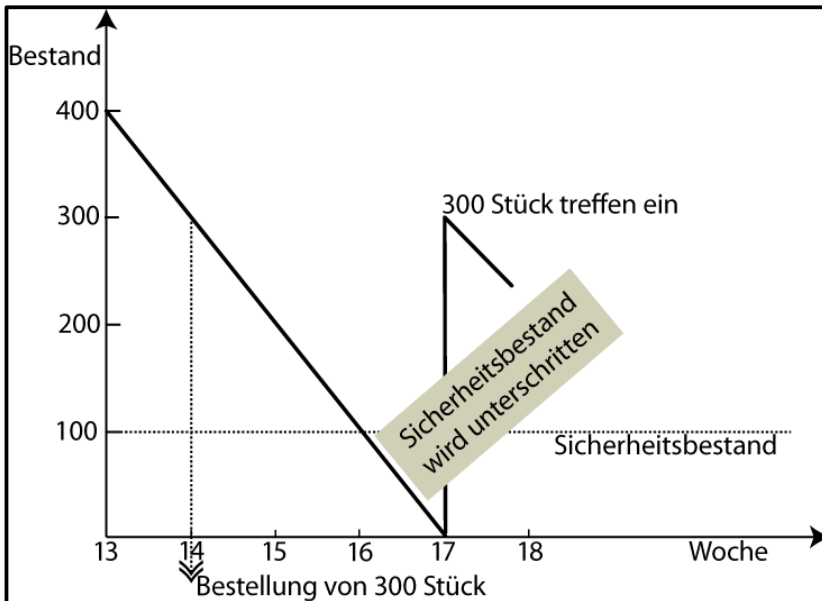 Bestand
400
300
300 Stück treffen ein
200
Sicherheitsbestand
wird unterschritten
100
Sicherheitsbestand
13 14 15 16 17 18 Woche
Bestellung von 300 Stück